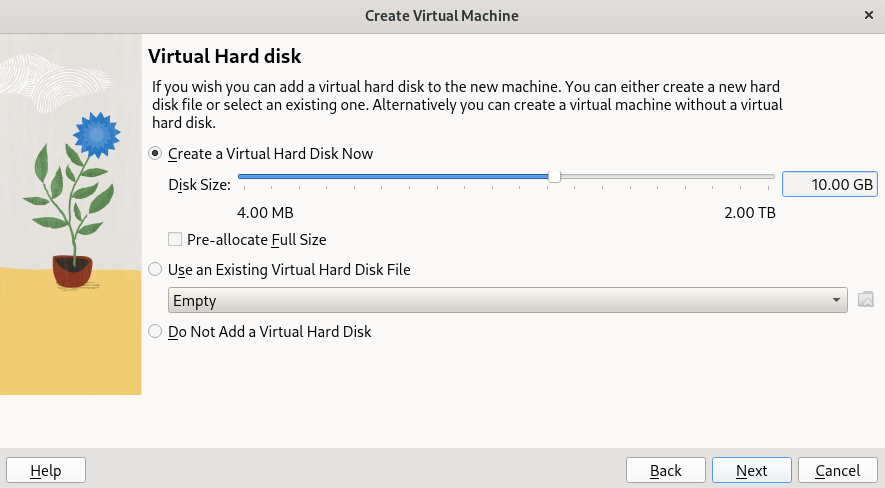 Create Virtual Machine
Virtual Hard disk
If you wish you can add a virtual hard disk to the new machine. You can either create a new hard
disk file or select an existing one. Alternatively you can create a virtual machine without a virtual
hard disk.
Create a Virtual Hard Disk Now
Disk Size: 10.00 GB
4.00 MB 2.00 TB
Pre-allocate Full Size
Use an Existing Virtual Hard Disk File
Empty
Do Not Add a Virtual Hard Disk
Help Back Next Cancel